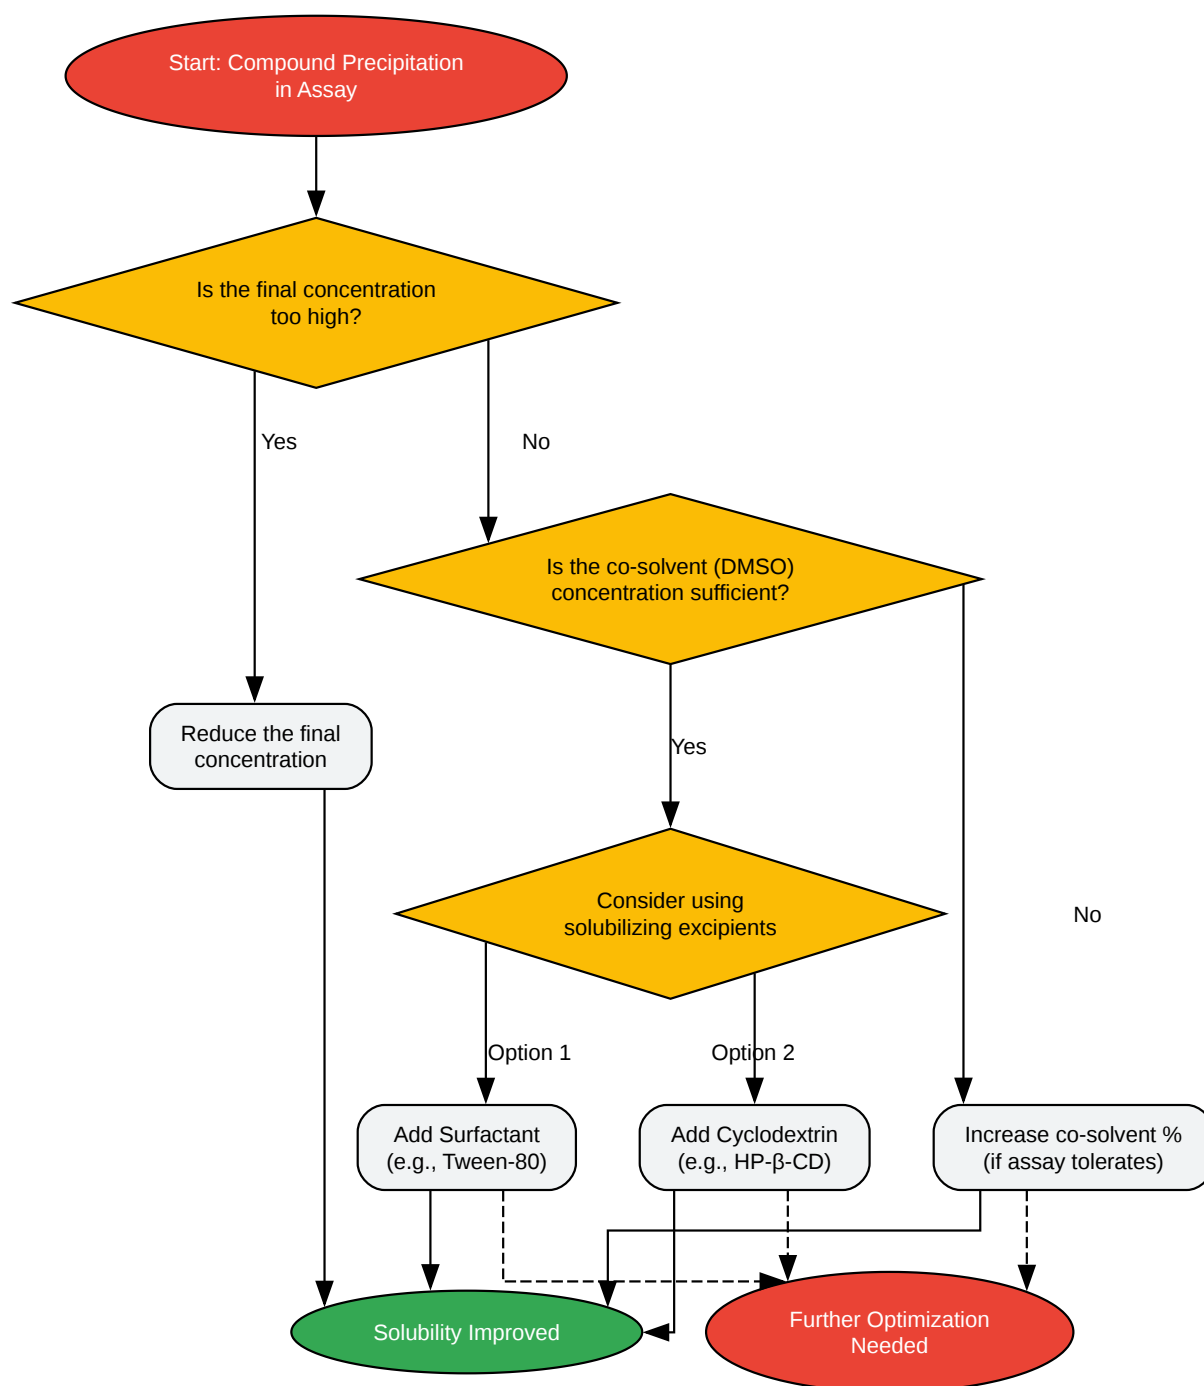 Start: Compound Precipitation
in Assay
Is the final concentration
too high?
Yes
No
Is the co-solvent (DMSO)
concentration sufficient?
Reduce the final
concentration
Yes
Consider using
solubilizing excipients
No
Option 1
Option 2
Add Surfactant
(e.g., Tween-80)
Add Cyclodextrin
(e.g., HP-β-CD)
Increase co-solvent %
(if assay tolerates)
Solubility Improved
Further Optimization
Needed